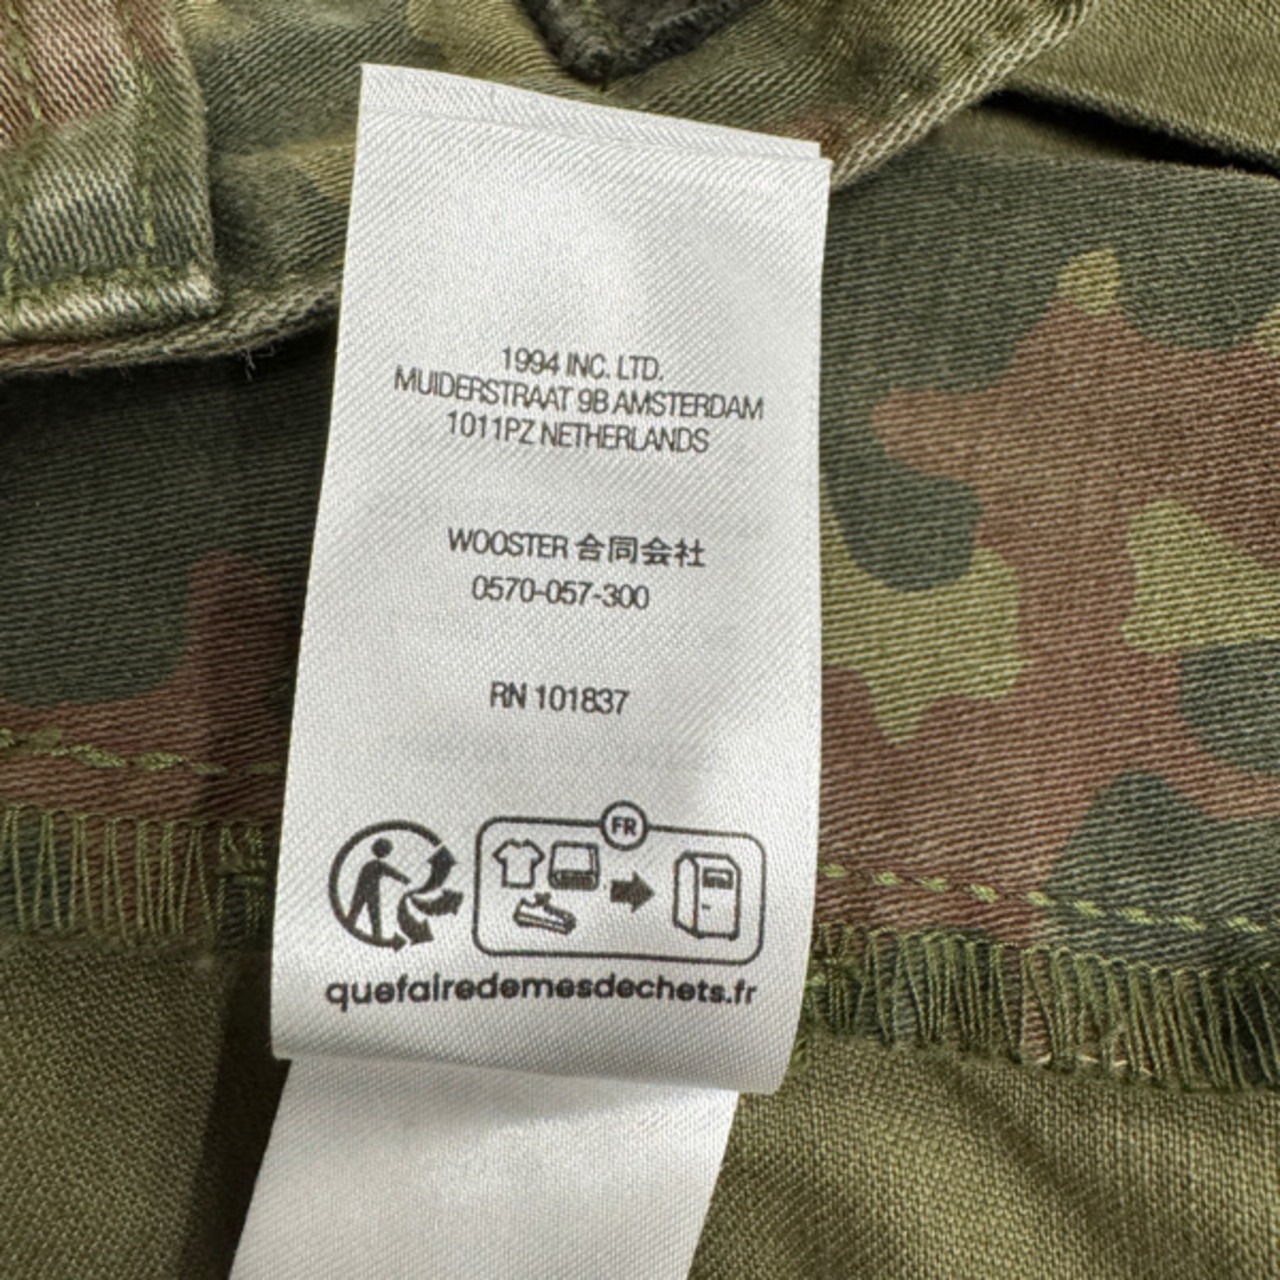 1994 INC. LTD.
MUIDERSTRAAT 9B AMSTERDAM
1011PZ NETHERLANDS
WOOSTER 合同会社
0570-057-300
RN 101837
FR
quefairedemesdechets.fr